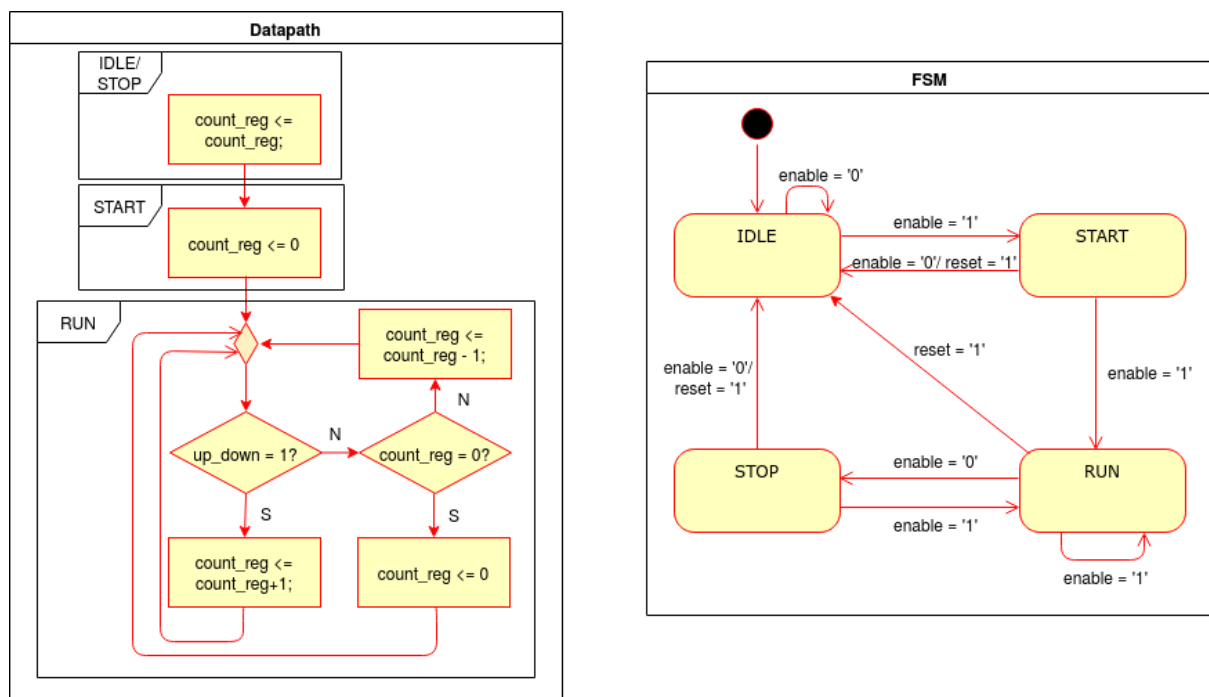 Datapath
IDLE/
STOP
count_reg <=
count_reg;
START
count_reg <= 0
RUN
count_reg <=
count_reg - 1;
N
up_down = 1?
N
count_reg = 0?
S
S
count_reg <=
count_reg+1;
count_reg <= 0
FSM
enable = '0'
IDLE
enable = '1'
START
enable = '0'/ reset = '1'
reset = '1'
enable = '0'/
reset = '1'
enable = '1'
STOP
enable = '0'
RUN
enable = '1'
enable = '1'